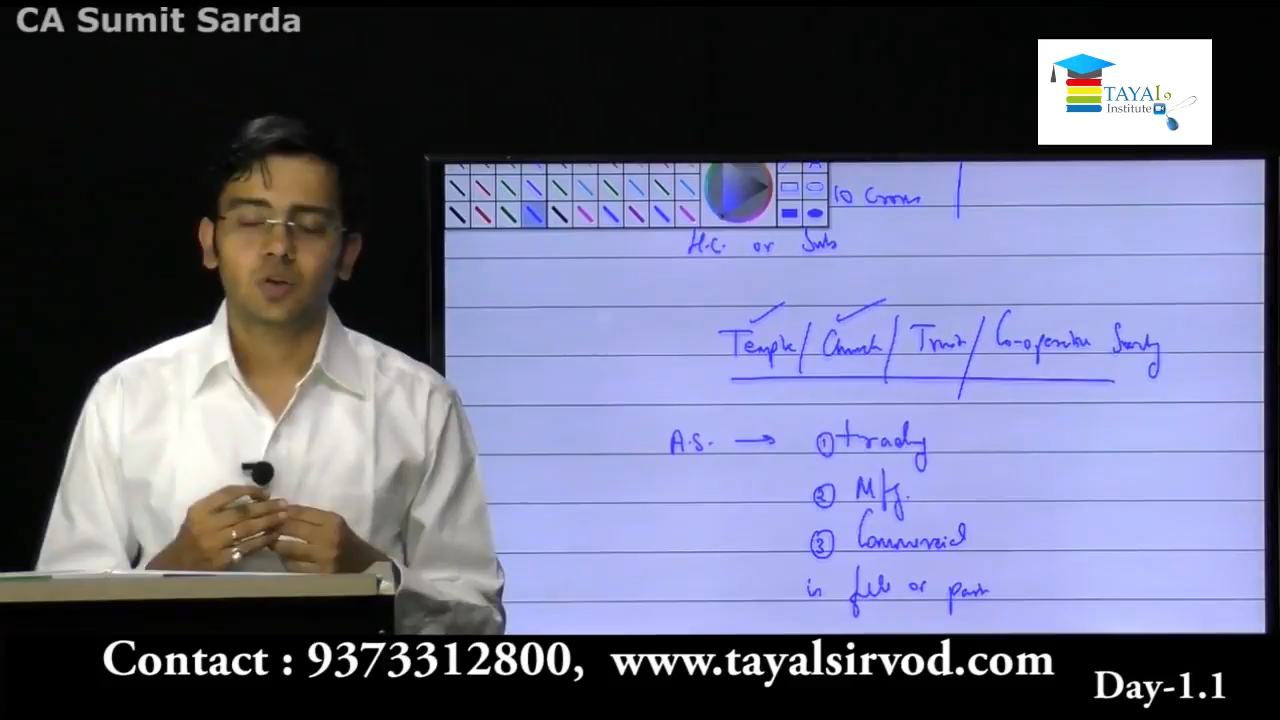 CA Sumit Sarda
TAYAL's
Institute
10 Crores
H.C. or Subs
Temple / Church / Trust / Co-operative Society
A.S. → ① trading
② Mfg.
③ Commercial
in full or part
Contact : 9373312800, www.tayalsirvod.com
Day-1.1